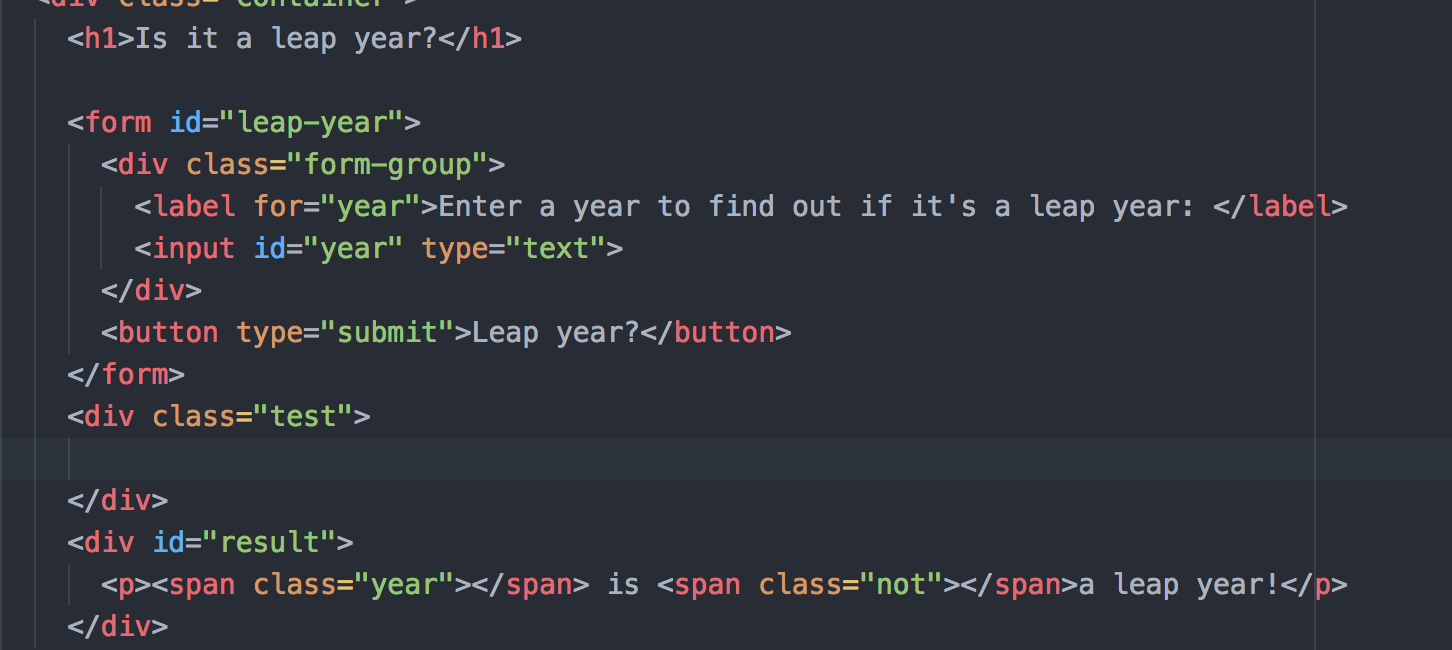 <div class="container">
<h1>Is it a leap year?</h1>
<form id="leap-year">
<div class="form-group">
<label for="year">Enter a year to find out if it's a leap year: </label>
<input id="year" type="text">
</div>
<button type="submit">Leap year?</button>
</form>
<div class="test">
</div>
<div id="result">
<p><span class="year"></span> is <span class="not"></span>a leap year!</p>
</div>